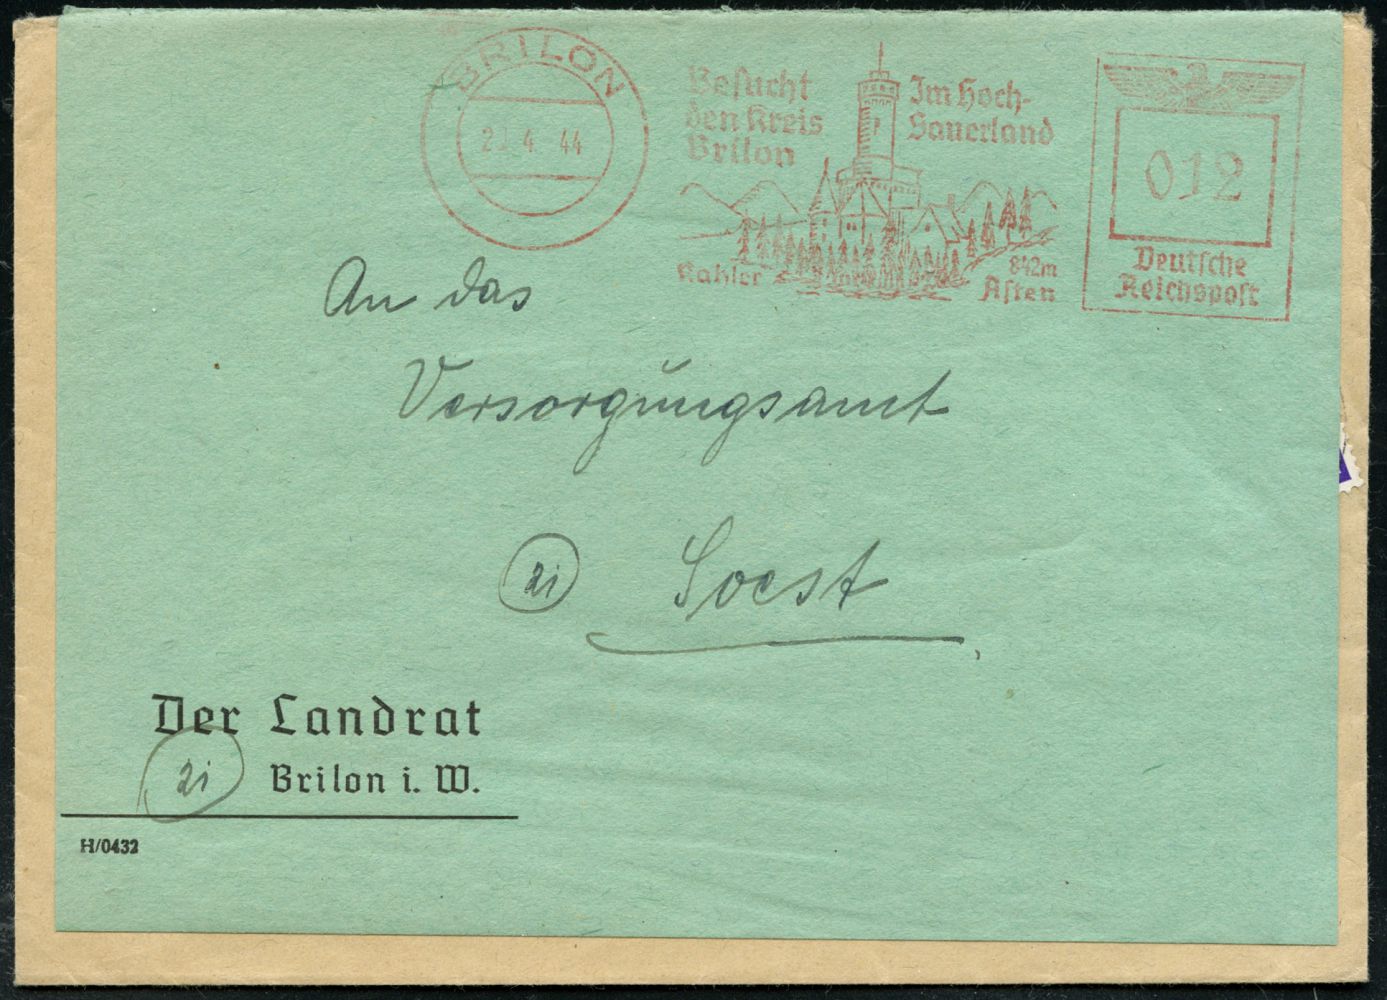 BRILON
4 44
Besucht
den Kreis
Brilon
Im Hoch-
Sauerland
Kahler
842m
Asten
012
Deutsche
Reichspost
An das
Versorgungsamt
Soest
Der Landrat
Brilon i. W.
H/0432